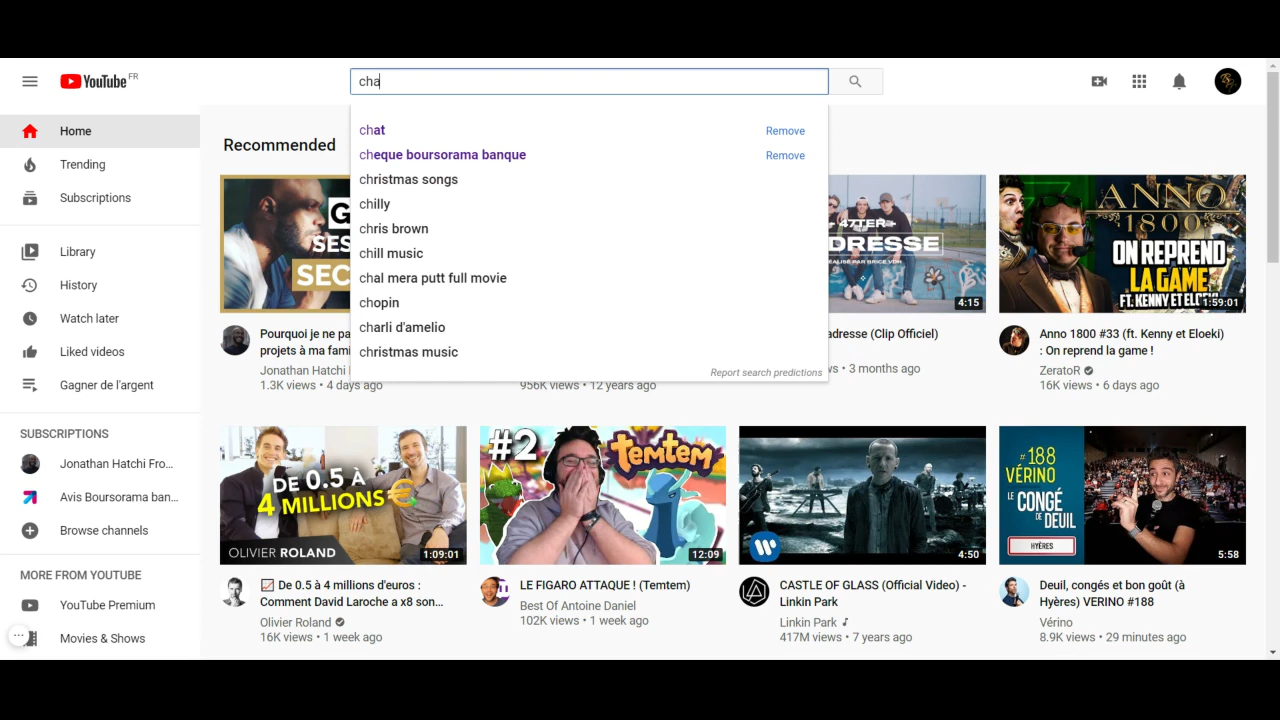 YouTube FR
cha
Home
Trending
Subscriptions
Library
History
Watch later
Liked videos
Gagner de l'argent
SUBSCRIPTIONS
Jonathan Hatchi Fro...
Avis Boursorama ban...
Browse channels
MORE FROM YOUTUBE
YouTube Premium
Movies & Shows
chat Remove
cheque boursorama banque Remove
christmas songs
chilly
chris brown
chill music
chal mera putt full movie
chopin
charli d'amelio
christmas music
Report search predictions
Recommended
G
SES
SEC
Pourquoi je ne pa
projets à ma fami
Jonathan Hatchi
1.3K views • 4 days ago
956K views • 12 years ago
47TER
DRESSE
RÉALISÉ PAR BRICE VDH
4:15
adresse (Clip Officiel)
ws • 3 months ago
ANNO
1800
ON REPREND
LA GAME
FT. KENNY ET ELOEKI
1:59:01
Anno 1800 #33 (ft. Kenny et Eloeki)
: On reprend la game !
ZeratoR
16K views • 6 days ago
DE 0.5 À
4 MILLIONS €
OLIVIER ROLAND
1:09:01
📈 De 0.5 à 4 millions d'euros :
Comment David Laroche a x8 son...
Olivier Roland
16K views • 1 week ago
#2
temtem
12:09
LE FIGARO ATTAQUE ! (Temtem)
Best Of Antoine Daniel
102K views • 1 week ago
W
4:50
CASTLE OF GLASS (Official Video) -
Linkin Park
Linkin Park
417M views • 7 years ago
#188
VÉRINO
LE
CONGÉ
DE
DEUIL
HYÈRES
5:58
Deuil, congés et bon goût (à
Hyères) VERINO #188
Vérino
8.9K views • 29 minutes ago